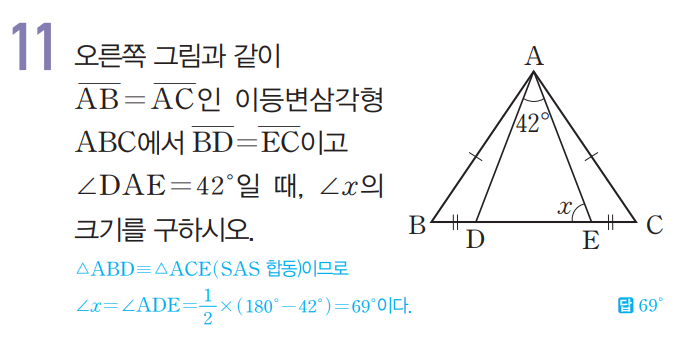 11
오른쪽 그림과 같이
AB=AC인 이등변삼각형
ABC에서 BD=EC이고
∠DAE=42°일 때, ∠x의
크기를 구하시오.
△ABD≡△ACE(SAS 합동)이므로
∠x=∠ADE=1/2×(180°-42°)=69°이다.
답 69°
A
42°
x
B
D
E
C